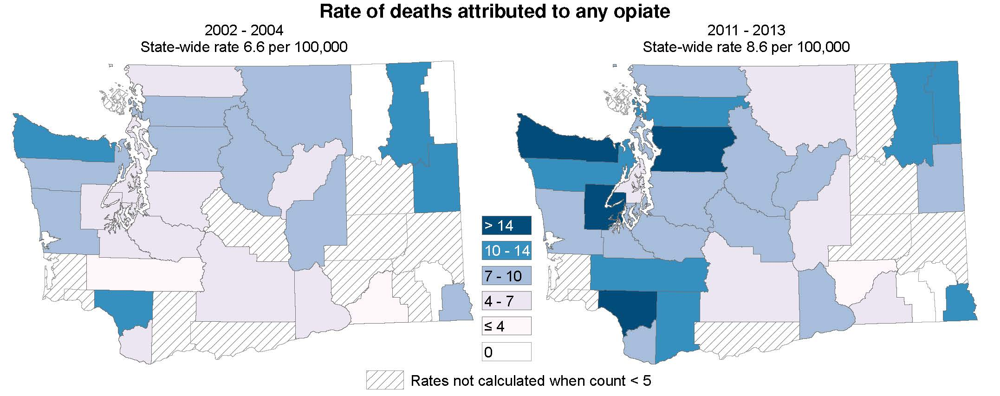 Rate of deaths attributed to any opiate
2002 - 2004
State-wide rate 6.6 per 100,000
2011 - 2013
State-wide rate 8.6 per 100,000
> 14
10 - 14
7 - 10
4 - 7
≤ 4
0
Rates not calculated when count < 5